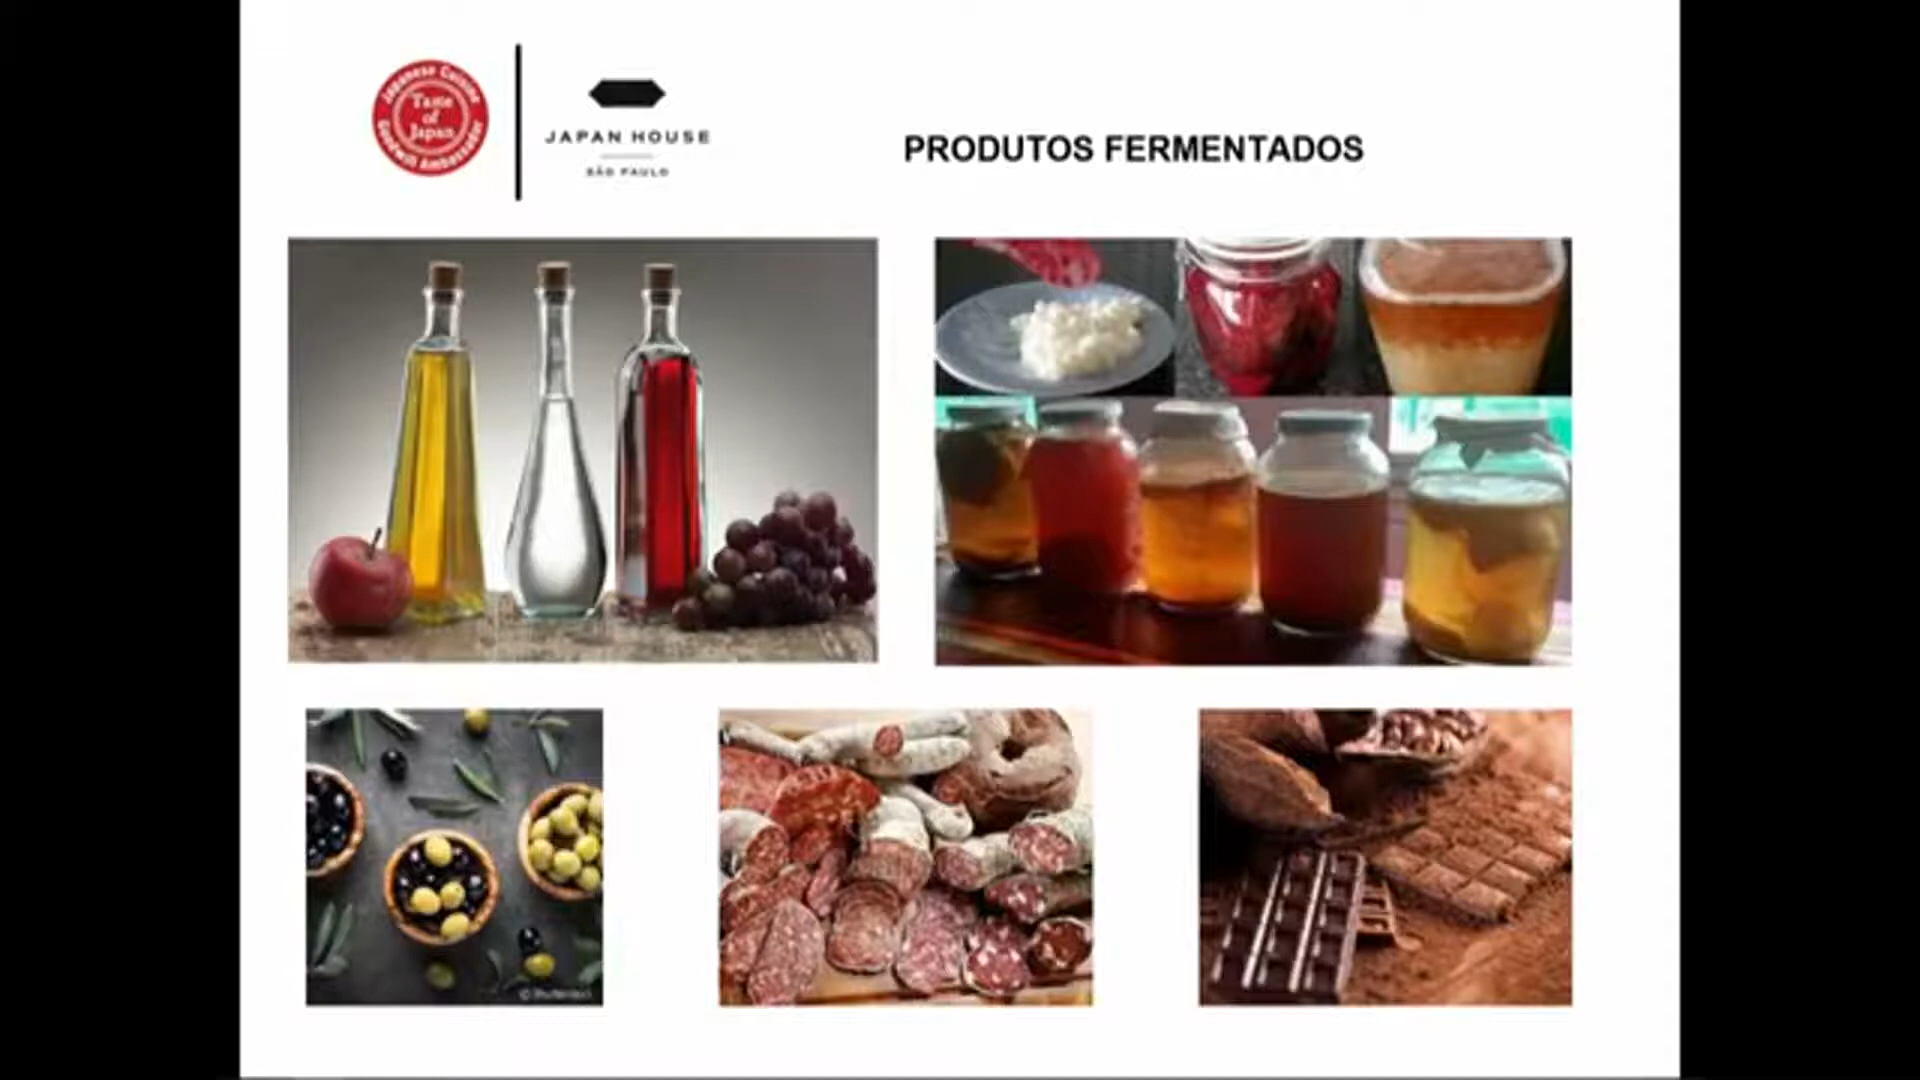 Japanese Cuisine
Taste
of
Japan
Goodwill Ambassador
JAPAN HOUSE
SÃO PAULO
PRODUTOS FERMENTADOS